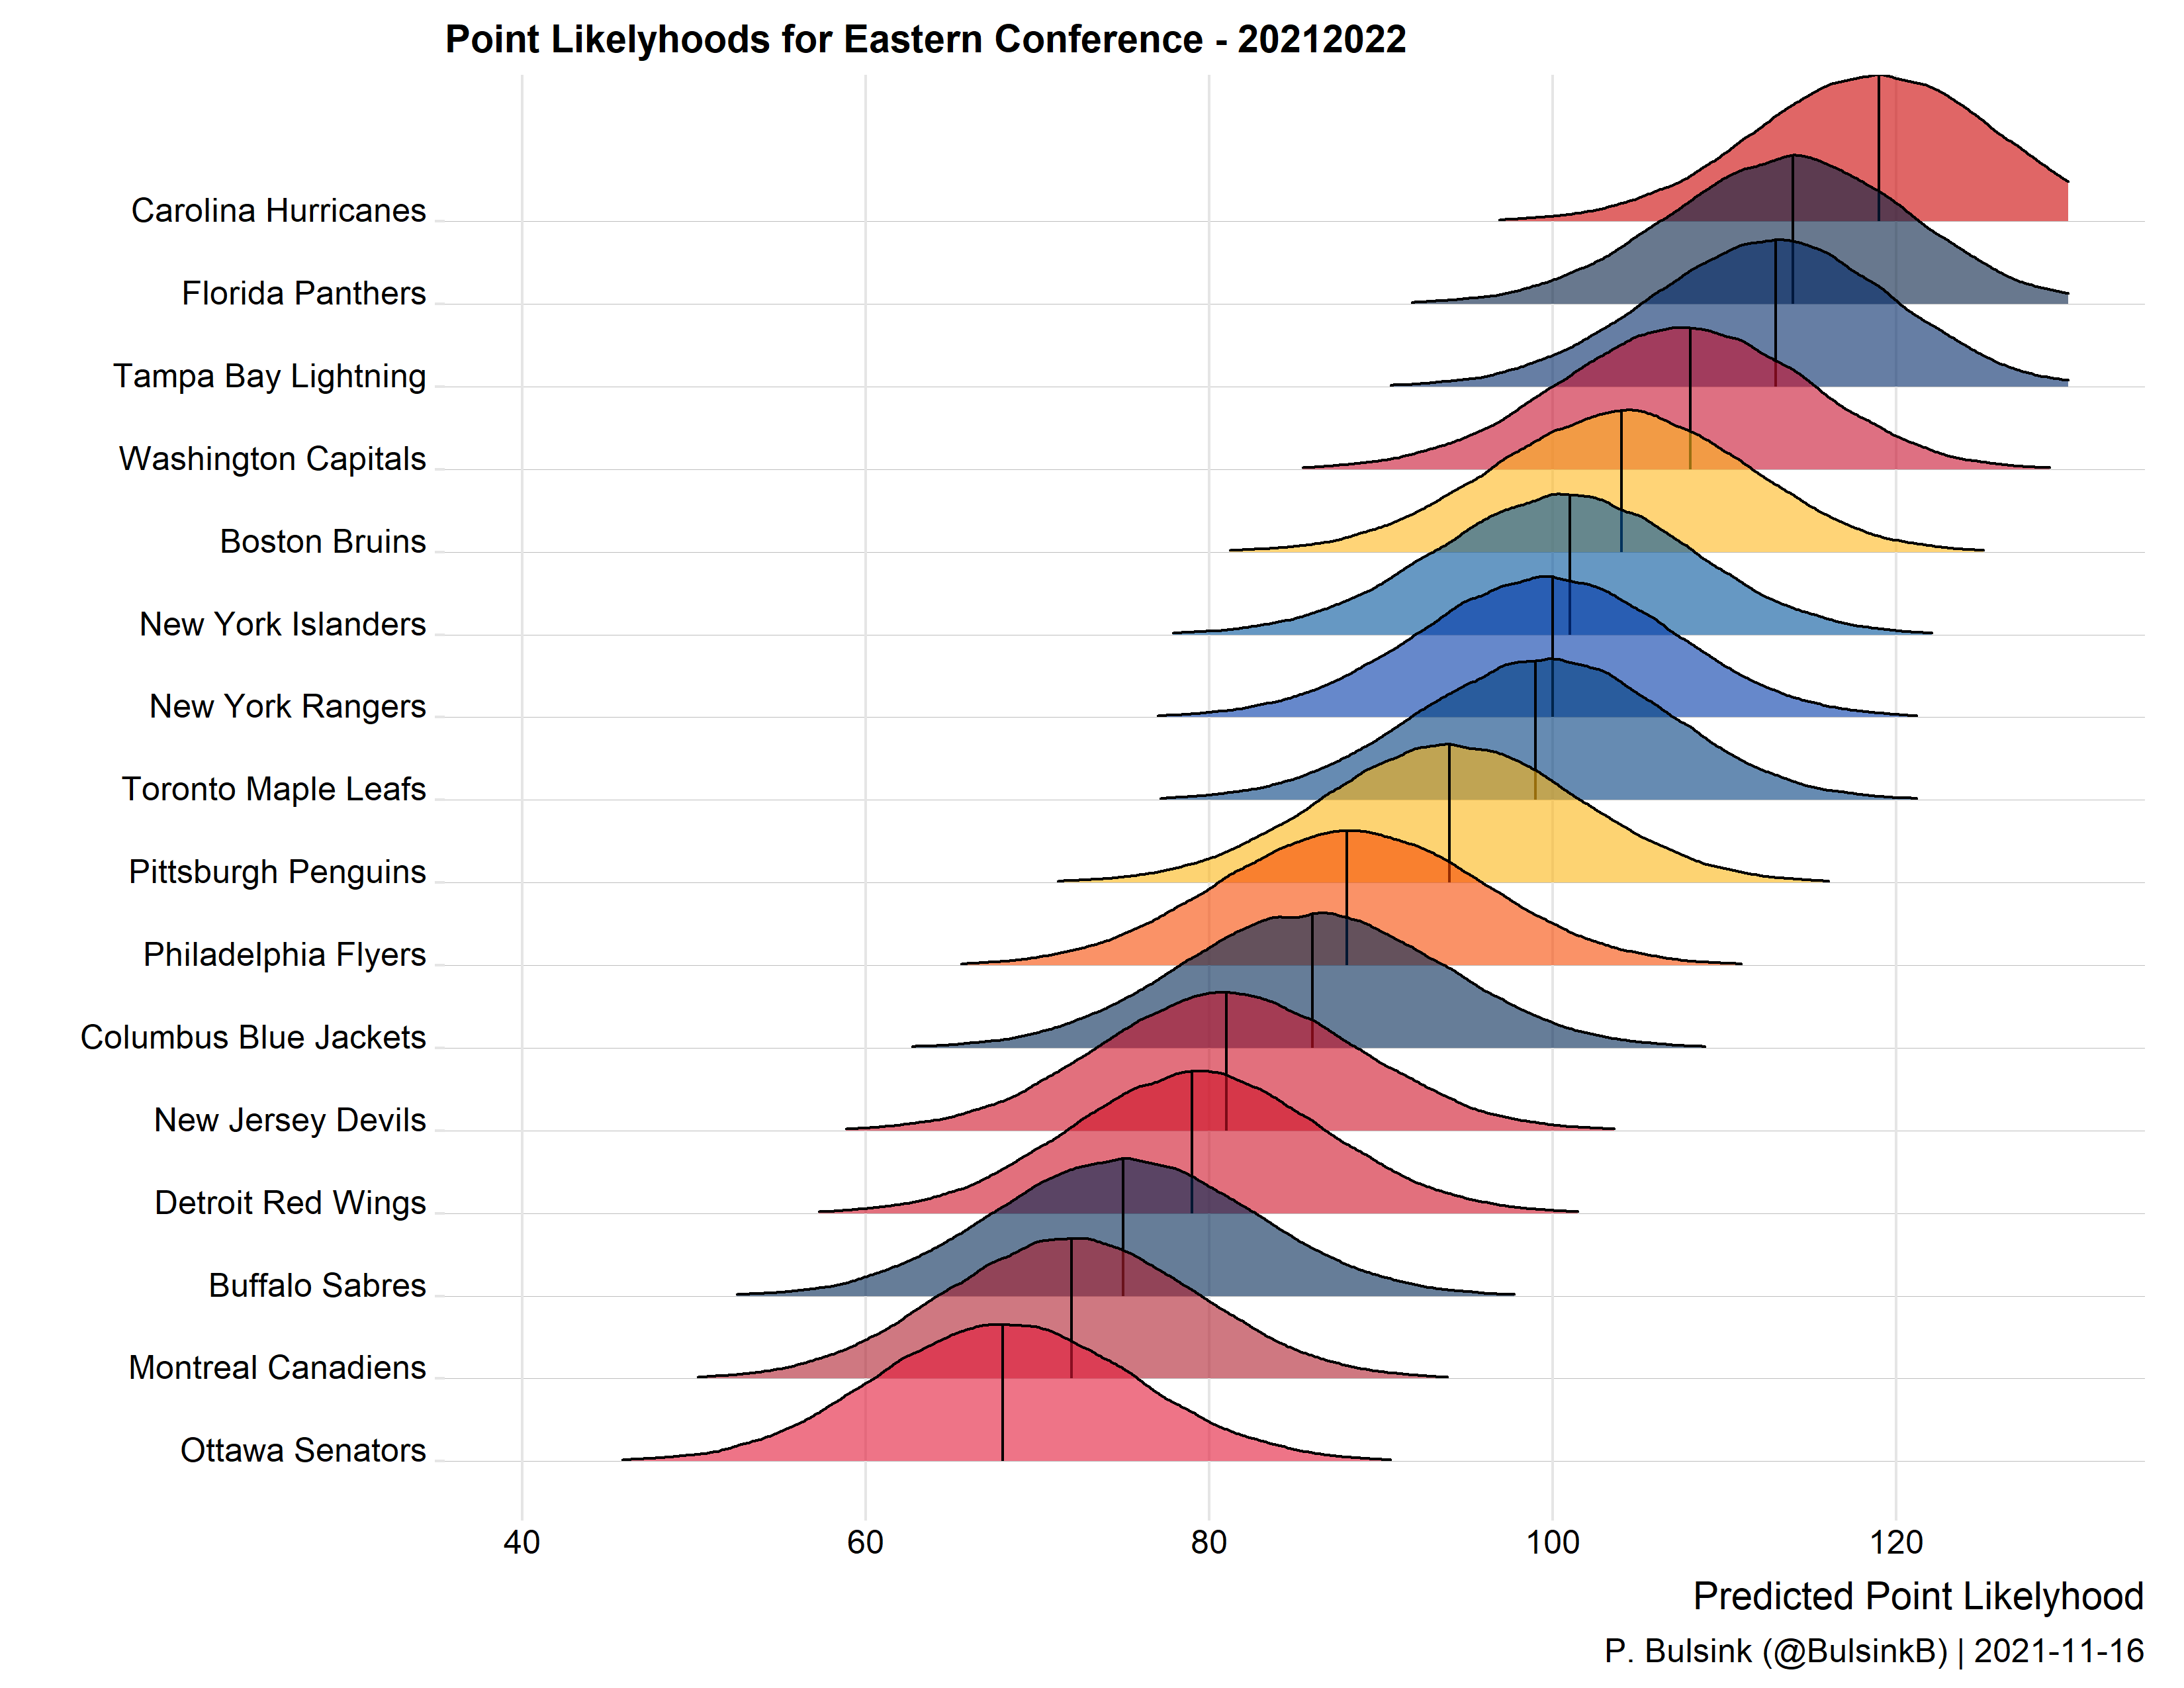 Point Likelyhoods for Eastern Conference - 20212022
Carolina Hurricanes
Florida Panthers
Tampa Bay Lightning
Washington Capitals
Boston Bruins
New York Islanders
New York Rangers
Toronto Maple Leafs
Pittsburgh Penguins
Philadelphia Flyers
Columbus Blue Jackets
New Jersey Devils
Detroit Red Wings
Buffalo Sabres
Montreal Canadiens
Ottawa Senators
40 60 80 100 120
Predicted Point Likelyhood
P. Bulsink (@BulsinkB) | 2021-11-16